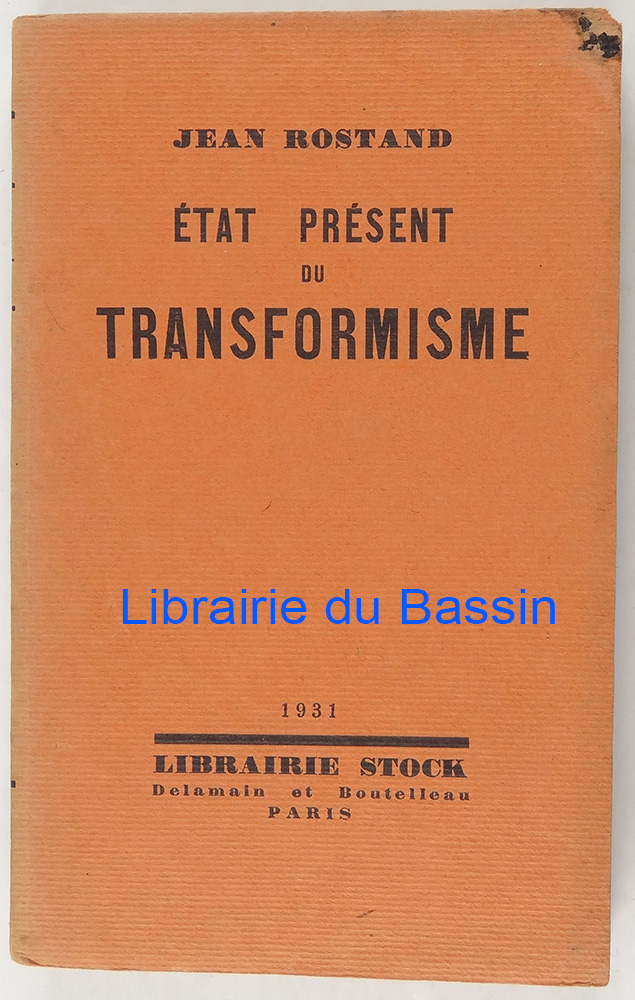 JEAN ROSTAND
ÉTAT PRÉSENT
DU
TRANSFORMISME
Librairie du Bassin
1931
LIBRAIRIE STOCK
Delamain et Boutelleau
PARIS